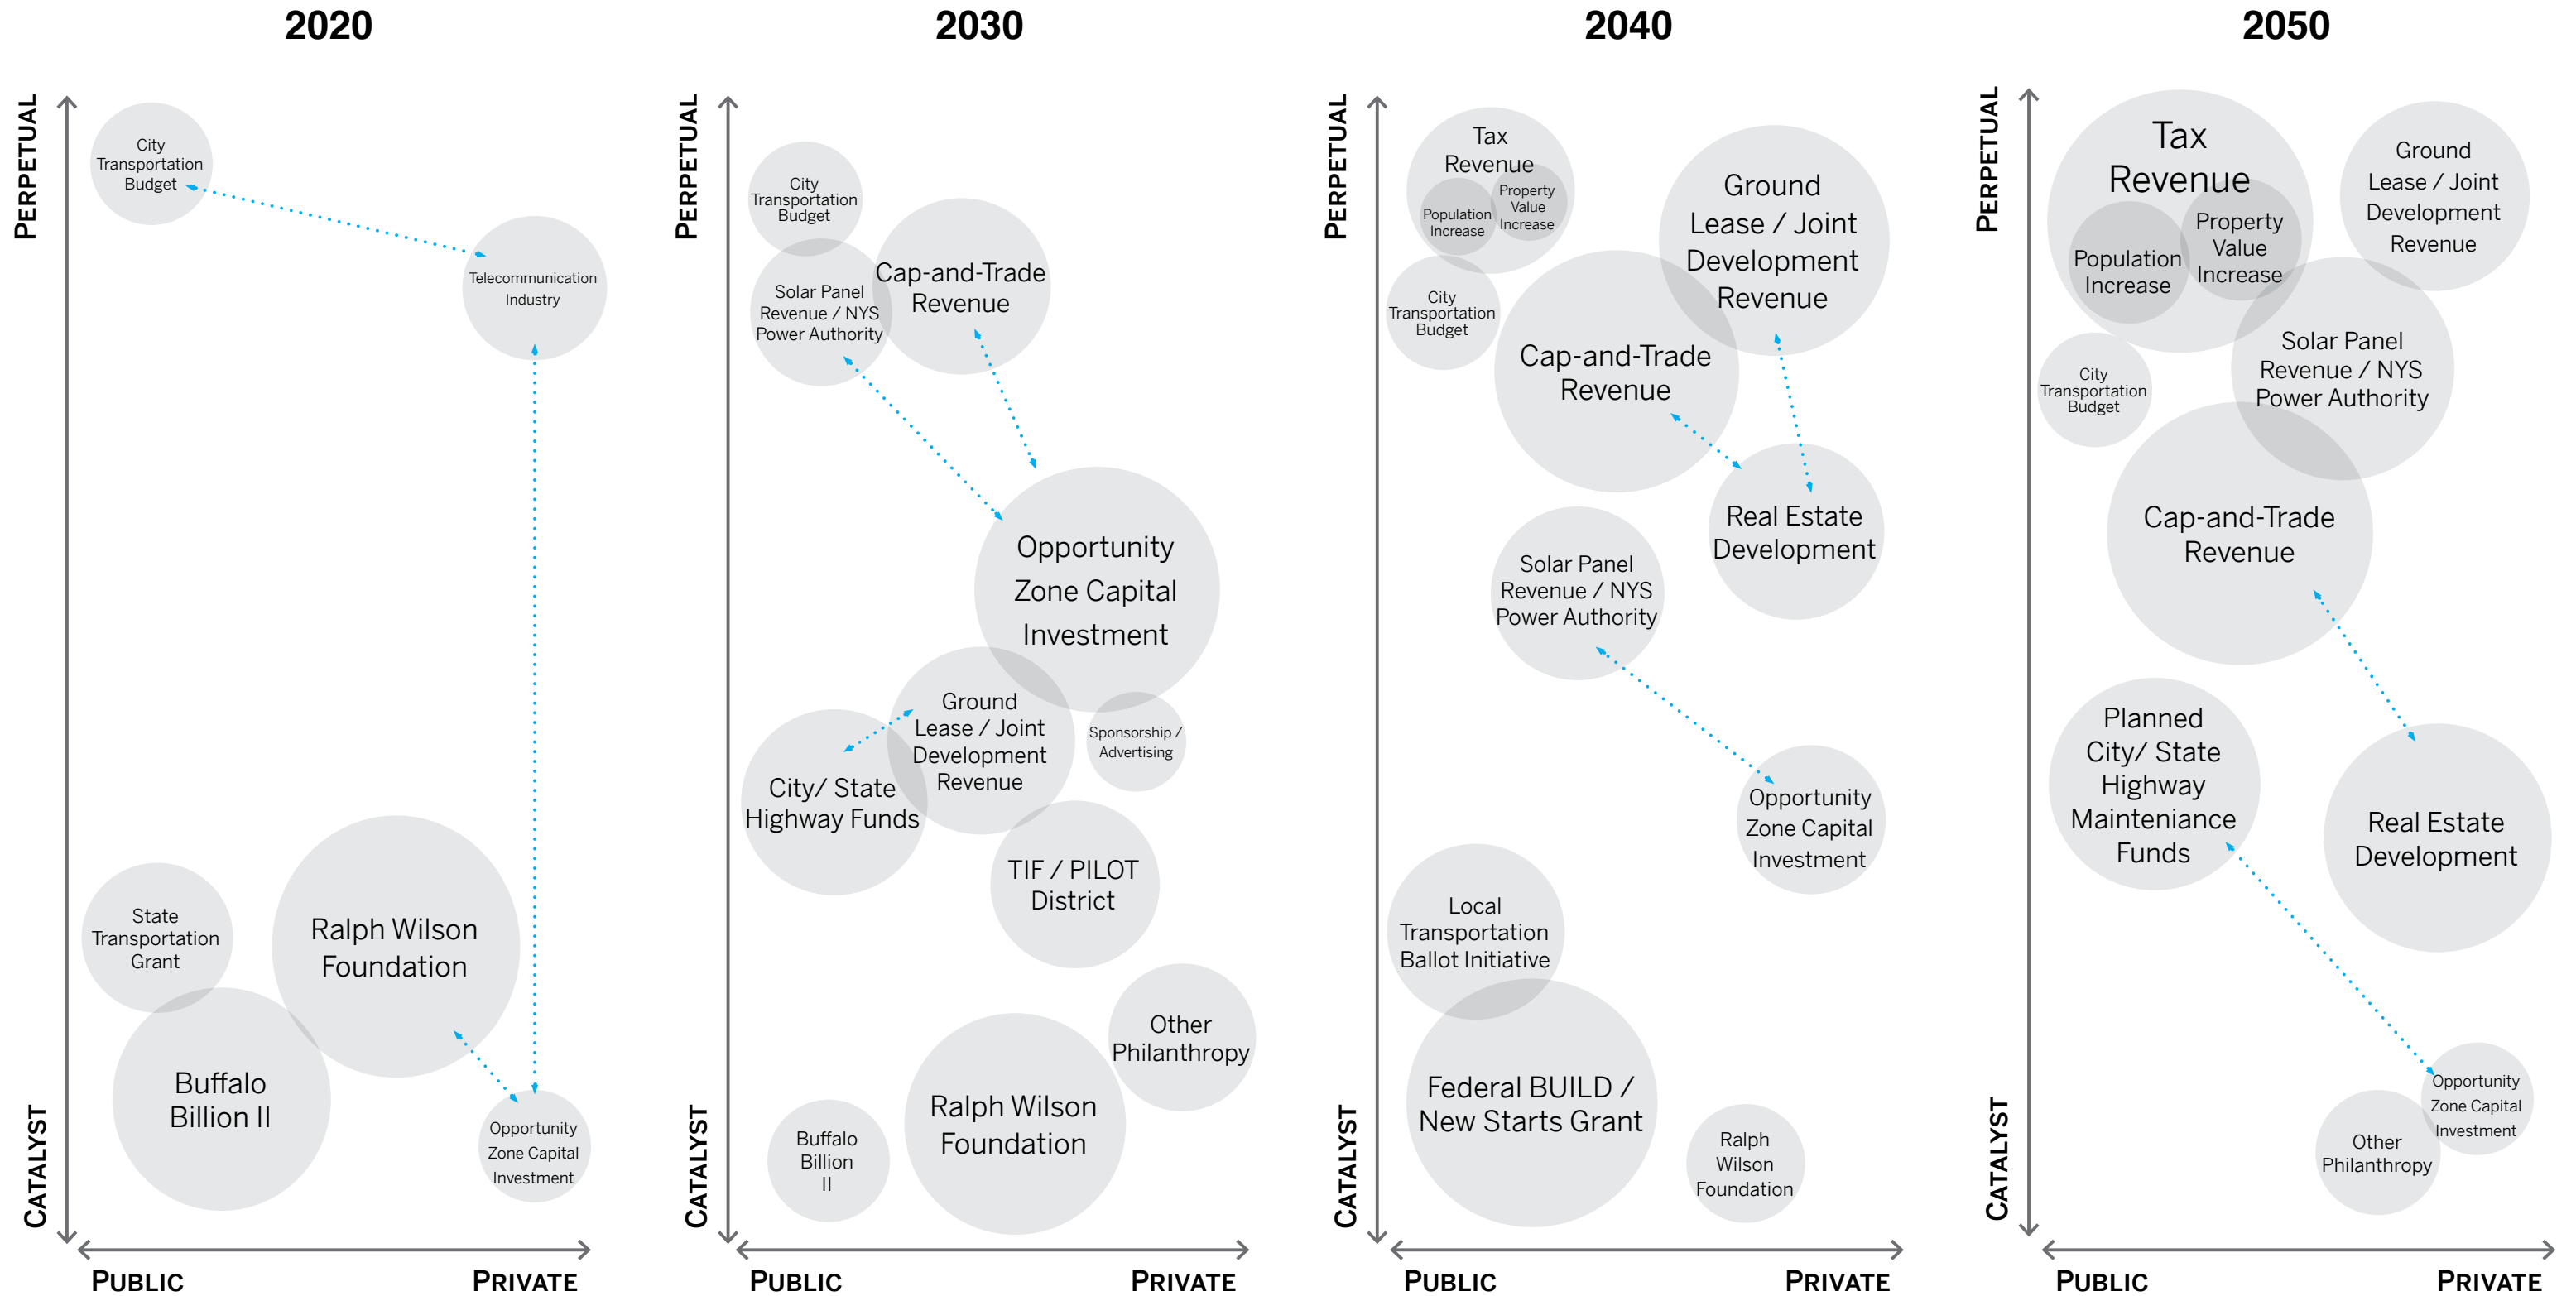 2020
PERPETUAL
City
Transportation
Budget
Telecommunication
Industry
State
Transportation
Grant
Ralph Wilson
Foundation
Buffalo
Billion II
Opportunity
Zone Capital
Investment
CATALYST
PUBLIC
PRIVATE
2030
PERPETUAL
City
Transportation
Budget
Solar Panel
Revenue / NYS
Power Authority
Cap-and-Trade
Revenue
Opportunity
Zone Capital
Investment
Ground
Lease / Joint
Development
Revenue
Sponsorship /
Advertising
City/ State
Highway Funds
TIF / PILOT
District
Other
Philanthropy
Ralph Wilson
Foundation
Buffalo
Billion
II
CATALYST
PUBLIC
PRIVATE
2040
PERPETUAL
Tax
Revenue
Population
Increase
Property
Value
Increase
Ground
Lease / Joint
Development
Revenue
City
Transportation
Budget
Cap-and-Trade
Revenue
Real Estate
Development
Solar Panel
Revenue / NYS
Power Authority
Opportunity
Zone Capital
Investment
Local
Transportation
Ballot Initiative
Federal BUILD /
New Starts Grant
Ralph
Wilson
Foundation
CATALYST
PUBLIC
PRIVATE
2050
PERPETUAL
Tax
Revenue
Population
Increase
Property
Value
Increase
Ground
Lease / Joint
Development
Revenue
Solar Panel
Revenue / NYS
Power Authority
City
Transportation
Budget
Cap-and-Trade
Revenue
Planned
City/ State
Highway
Mainteniance
Funds
Real Estate
Development
Opportunity
Zone Capital
Investment
Other
Philanthropy
CATALYST
PUBLIC
PRIVATE